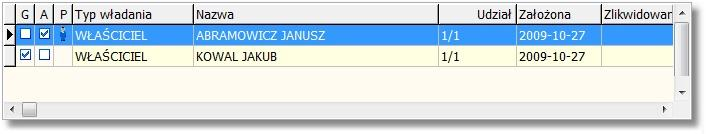 G A P Typ władania Nazwa Udział Założona Zlikwidowan
WŁAŚCICIEL ABRAMOWICZ JANUSZ 1/1 2009-10-27
WŁAŚCICIEL KOWAL JAKUB 1/1 2009-10-27